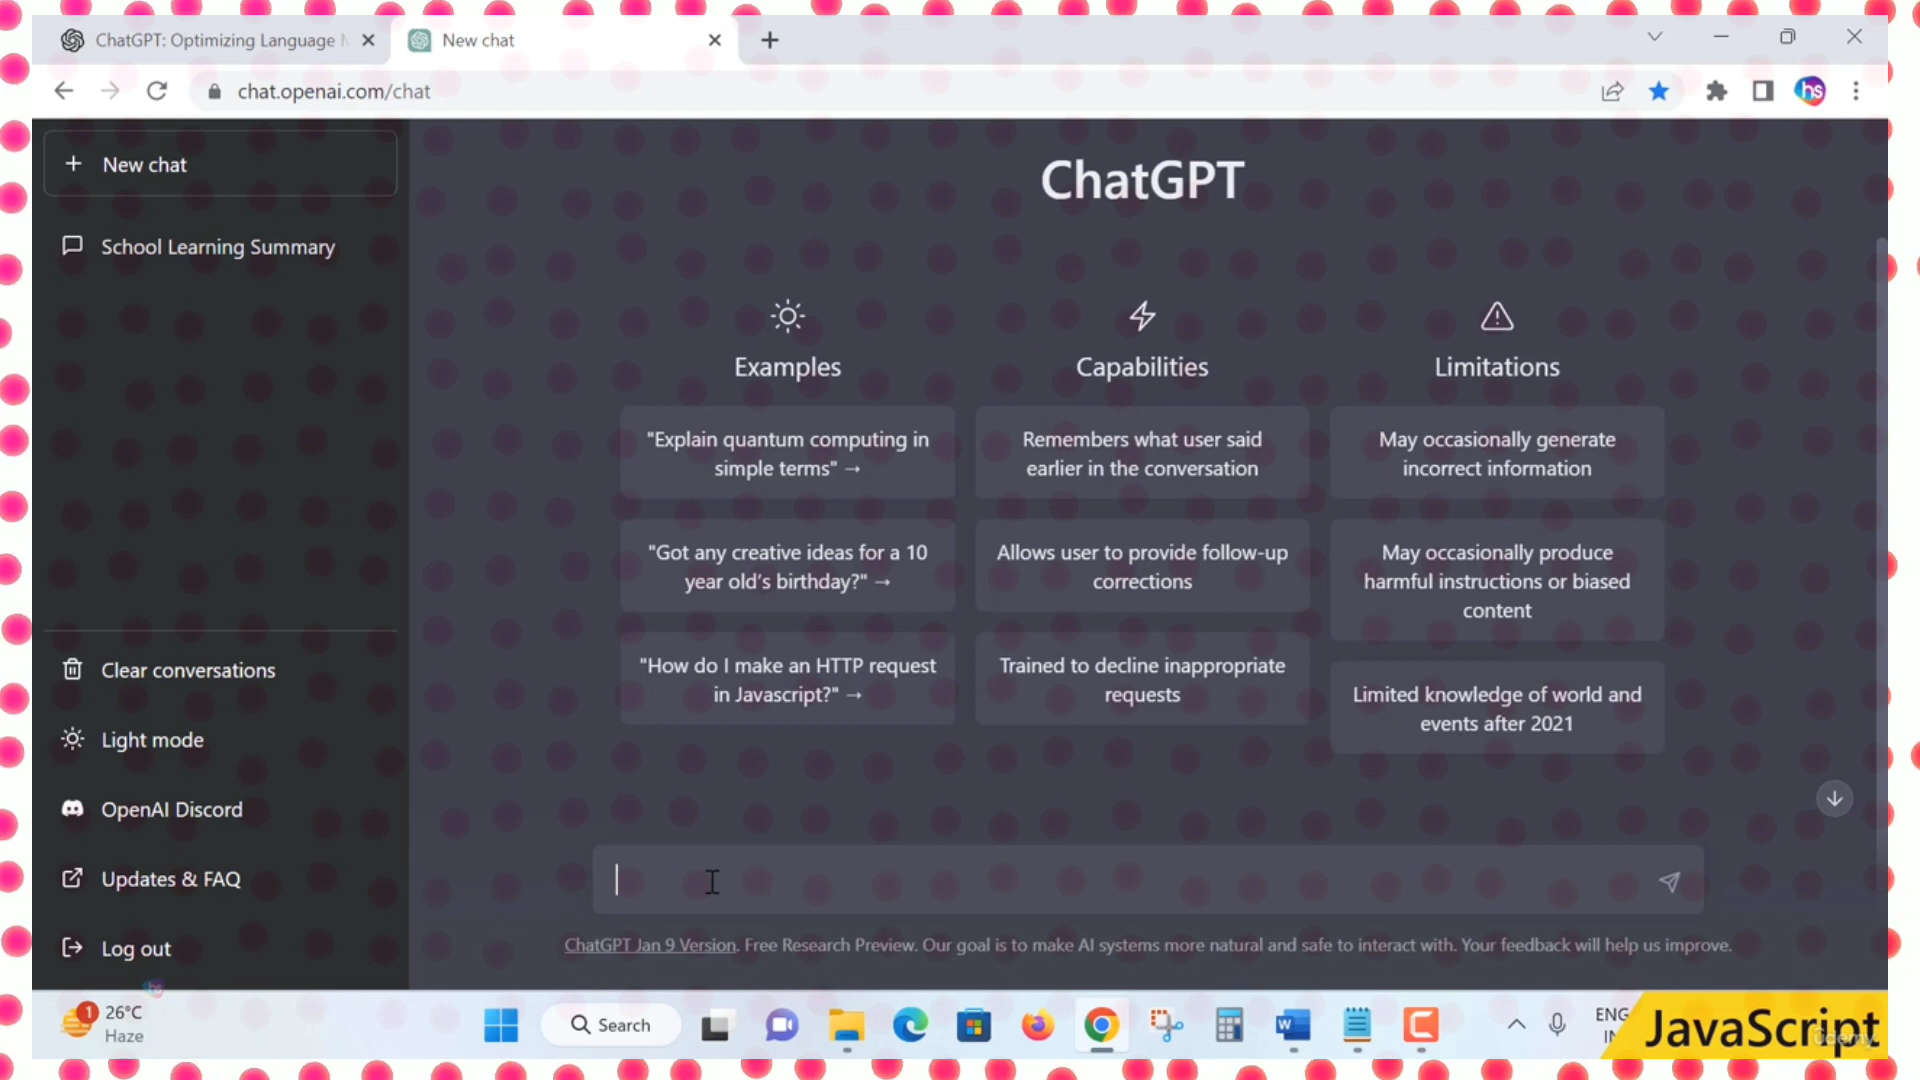 ChatGPT: Optimizing Language
New chat
chat.openai.com/chat
hs
New chat
School Learning Summary
Clear conversations
Light mode
OpenAI Discord
Updates & FAQ
Log out
ChatGPT
Examples
"Explain quantum computing in
simple terms" →
"Got any creative ideas for a 10
year old's birthday?" →
"How do I make an HTTP request
in Javascript?" →
Capabilities
Remembers what user said
earlier in the conversation
Allows user to provide follow-up
corrections
Trained to decline inappropriate
requests
Limitations
May occasionally generate
incorrect information
May occasionally produce
harmful instructions or biased
content
Limited knowledge of world and
events after 2021
ChatGPT Jan 9 Version. Free Research Preview. Our goal is to make AI systems more natural and safe to interact with. Your feedback will help us improve.
hs
1
26°C
Haze
Search
W
ENG
IN
JavaScript
udemy